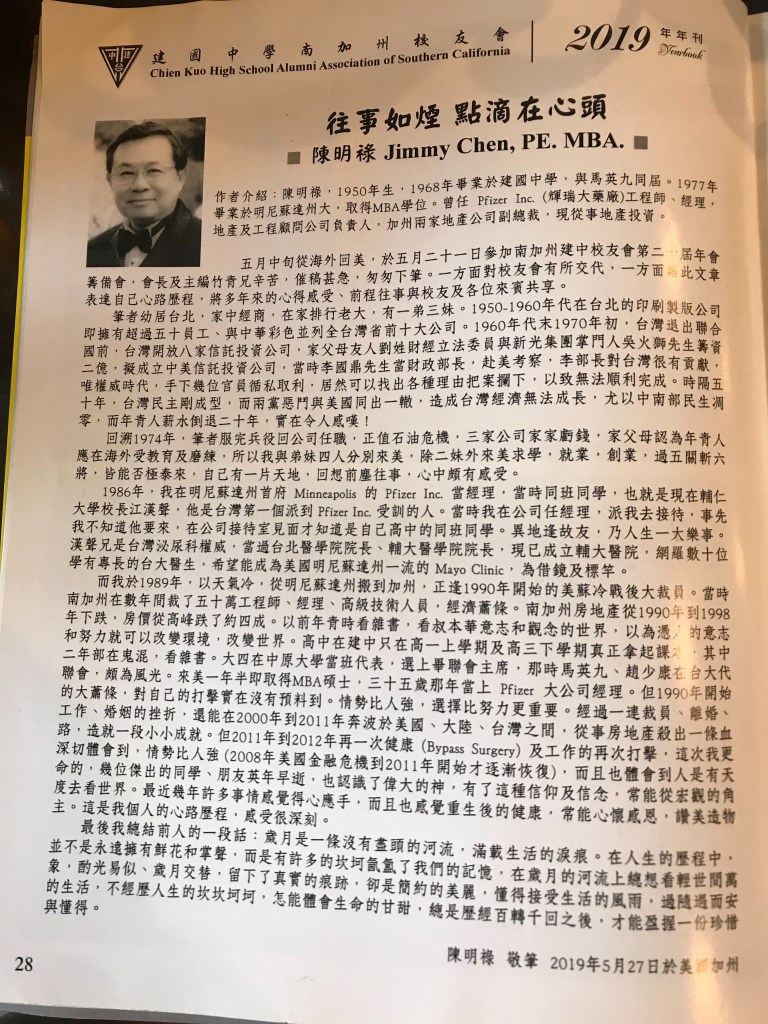 建國中學南加州校友會
Chien Kuo High School Alumni Association of Southern California
2019 年年刊
Yearbook
往事如煙 點滴在心頭
■ 陳明祿 Jimmy Chen, PE. MBA. ■
作者介紹：陳明祿，1950年生，1968年畢業於建國中學，與馬英九同屆。1977年
畢業於明尼蘇達州大，取得MBA學位。曾任 Pfizer Inc. (輝瑞大藥廠)工程師、經理，
地產及工程顧問公司負責人，加州兩家地產公司副總裁，現從事地產投資。
五月中旬從海外回美，於五月二十一日參加南加州建中校友會第二十屆年會
籌備會，會長及主編竹青兄辛苦，催稿甚急，匆匆下筆。一方面對校友會有所交代，一方面 此文章
表達自己心路歷程，將多年來的心得感受、前程往事與校友及各位來賓共享。
筆者幼居台北，家中經商，在家排行老大，有一弟三妹。1950-1960年代在台北的印刷製版公司
即擁有超過五十員工、與中華彩色並列全台灣省前十大公司。1960年代末1970年初，台灣退出聯合
國前，台灣開放八家信託投資公司，家父母友人劉姓財經立法委員與新光集團掌門人吳火獅先生籌資
二億，擬成立中美信託投資公司，當時李國鼎先生當財政部長，赴美考察，李部長對台灣很有貢獻，
唯權威時代，手下幾位官員循私取利，居然可以找出各種理由把案攔下，以致無法順利完成。時隔五
十年，台灣民主剛成型，而兩黨惡鬥與美國同出一轍，造成台灣經濟無法成長，尤以中南部民生凋
零，而年青人薪水倒退二十年，實在令人感嘆！
回溯1974年，筆者服完兵役回公司任職，正值石油危機，三家公司家家虧錢，家父母認為年青人
應在海外受教育及磨練，所以我與弟妹四人分別來美，除二妹外來美求學，就業，創業，過五關斬六
將，皆能否極泰來，自己有一片天地，回想前塵往事，心中頗有感受。
1986年，我在明尼蘇達州首府 Minneapolis 的 Pfizer Inc. 當經理，當時同班同學，也就是現在輔仁
大學校長江漢聲，他是台灣第一個派到 Pfizer Inc. 受訓的人。當時我在公司任經理，派我去接待，事先
我不知道他要來，在公司接待室見面才知道是自己高中的同班同學。異地逢故友，乃人生一大樂事。
漢聲兄是台灣泌尿科權威，當過台北醫學院院長、輔大醫學院院長，現已成立輔大醫院，網羅數十位
學有專長的台大醫生，希望能成為美國明尼蘇達州一流的 Mayo Clinic，為借鏡及標竿。
而我於1989年，以天氣冷，從明尼蘇達州搬到加州，正逢1990年開始的美蘇冷戰後大裁員。當時
南加州在數年間裁了五十萬工程師、經理、高級技術人員，經濟蕭條。南加州房地產從1990年到1998
年下跌，房價從高峰跌了約四成。以前年青時看雜書，看叔本華意志和觀念的世界，以為憑人的意志
和努力就可以改變環境，改變世界。高中在建中只在高一上學期及高三下學期真正拿起課本，其中
二年部在鬼混，看雜書。大四在中原大學當班代表，選上畢聯會主席，那時馬英九、趙少康在台大代
聯會，頗為風光。來美一年半即取得MBA碩士，三十五歲那年當上 Pfizer 大公司經理。但1990年開始
的大蕭條，對自己的打擊實在沒有預料到。情勢比人強，選擇比努力更重要。經過一連裁員、離婚、
工作、婚姻的挫折，還能在2000年到2011年奔波於美國、大陸、台灣之間，從事房地產殺出一條血
路，造就一段小小成就。但2011年到2012年再一次健康 (Bypass Surgery) 及工作的再次打擊，這次我更
深切體會到，情勢比人強 (2008年美國金融危機到2011年開始才逐漸恢復)，而且也體會到人是有天
命的，幾位傑出的同學、朋友英年早逝，也認識了偉大的神，有了這種信仰及信念，常能從宏觀的角
度去看世界。最近幾年許多事情感覺得心應手，而且也感覺重生後的健康，常能心懷感恩，讚美造物
主。這是我個人的心路歷程，感受很深刻。
最後我總結前人的一段話：歲月是一條沒有盡頭的河流，滿載生活的淚痕。在人生的歷程中，
並不是永遠擁有鮮花和掌聲，而是有許多的坎坷氤氳了我們的記憶，在歲月的河流上總想看輕世間萬
象，酌光易似、歲月交替，留下了真實的痕跡，卻是簡約的美麗，懂得接受生活的風雨，過隨過而安
的生活，不經歷人生的坎坎坷坷，怎能體會生命的甘甜，總是歷經百轉千回之後，才能盈握一份珍惜
與懂得。
陳明祿 敬筆 2019年5月27日於美國加州
28